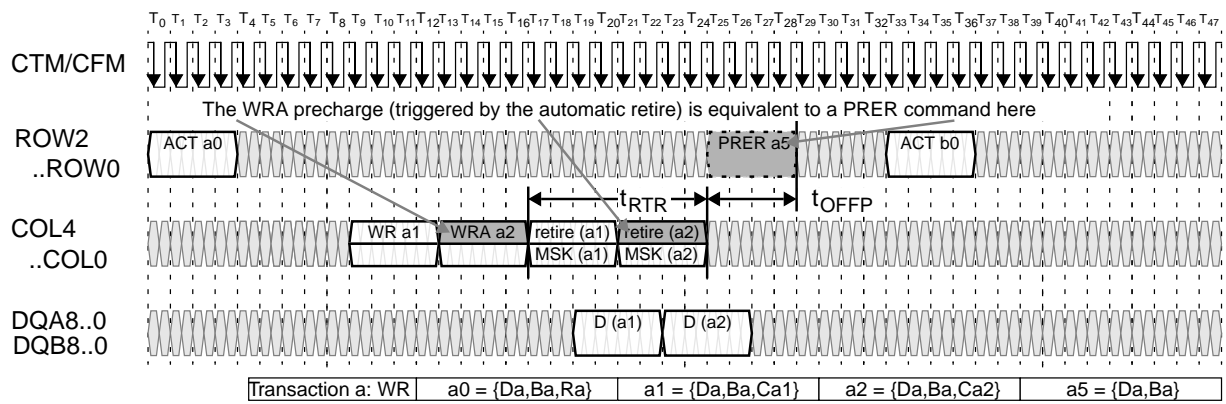 T0 T1 T2 T3 T4 T5 T6 T7 T8 T9 T10 T11 T12 T13 T14 T15 T16 T17 T18 T19 T20 T21 T22 T23 T24 T25 T26 T27 T28 T29 T30 T31 T32 T33 T34 T35 T36 T37 T38 T39 T40 T41 T42 T43 T44 T45 T46 T47
CTM/CFM
The WRA precharge (triggered by the automatic retire) is equivalent to a PRER command here
ROW2
..ROW0
ACT a0
PRER a5
ACT b0
tRTR
tOFFP
COL4
..COL0
WR a1
WRA a2
retire (a1)
retire (a2)
MSK (a1)
MSK (a2)
DQA8..0
DQB8..0
D (a1)
D (a2)
Transaction a: WR
a0 = {Da,Ba,Ra}
a1 = {Da,Ba,Ca1}
a2 = {Da,Ba,Ca2}
a5 = {Da,Ba}